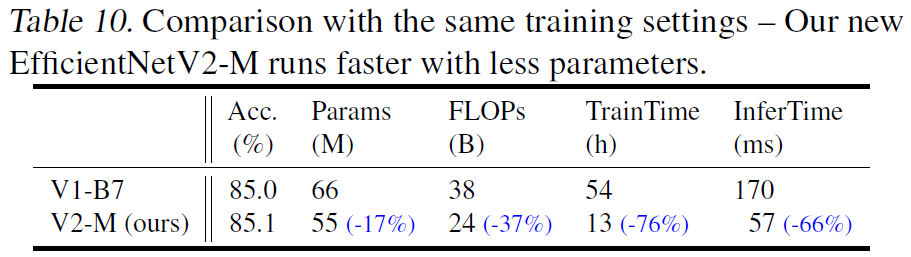 Table 10. Comparison with the same training settings – Our new
EfficientNetV2-M runs faster with less parameters.
Acc. Params FLOPs TrainTime InferTime
(%) (M) (B) (h) (ms)
V1-B7 85.0 66 38 54 170
V2-M (ours) 85.1 55 (-17%) 24 (-37%) 13 (-76%) 57 (-66%)